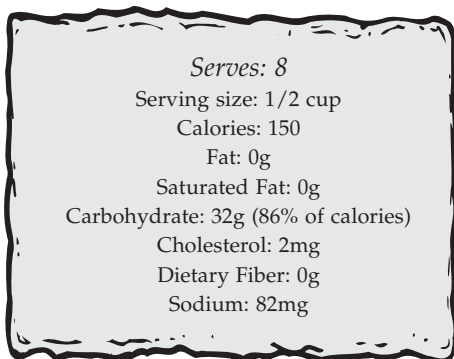 Serves: 8
Serving size: 1/2 cup
Calories: 150
Fat: 0g
Saturated Fat: 0g
Carbohydrate: 32g (86% of calories)
Cholesterol: 2mg
Dietary Fiber: 0g
Sodium: 82mg